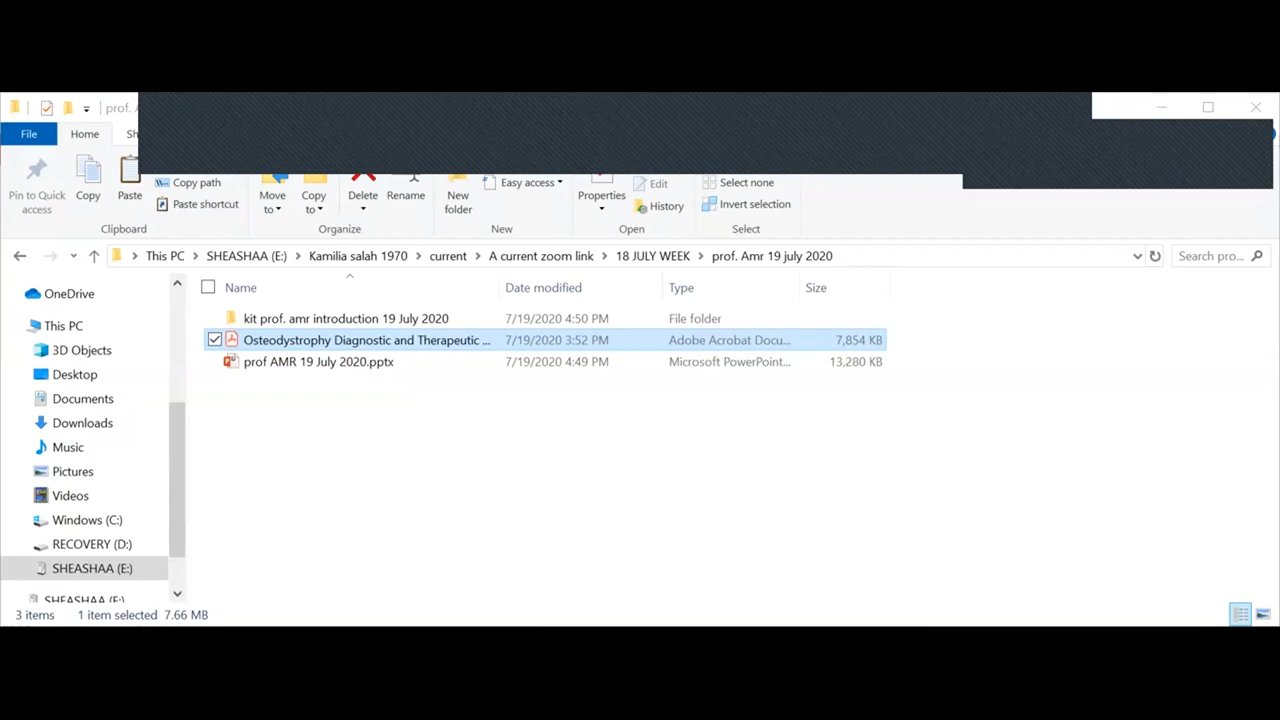 prof. A
File Home Sh
Pin to Quick access
Copy
Paste
Copy path
Paste shortcut
Move to
Copy to
Delete
Rename
New folder
Easy access
Properties
Edit
History
Select none
Invert selection
Clipboard Organize New Open Select
This PC > SHEASHAA (E:) > Kamilia salah 1970 > current > A current zoom link > 18 JULY WEEK > prof. Amr 19 july 2020 Search pro...
Name Date modified Type Size
kit prof. amr introduction 19 July 2020 7/19/2020 4:50 PM File folder
Osteodystrophy Diagnostic and Therapeutic ... 7/19/2020 3:52 PM Adobe Acrobat Docu... 7,854 KB
prof AMR 19 July 2020.pptx 7/19/2020 4:49 PM Microsoft PowerPoint... 13,280 KB
OneDrive
This PC
3D Objects
Desktop
Documents
Downloads
Music
Pictures
Videos
Windows (C:)
RECOVERY (D:)
SHEASHAA (E:)
SHEASHAA (E:)
3 items 1 item selected 7.66 MB